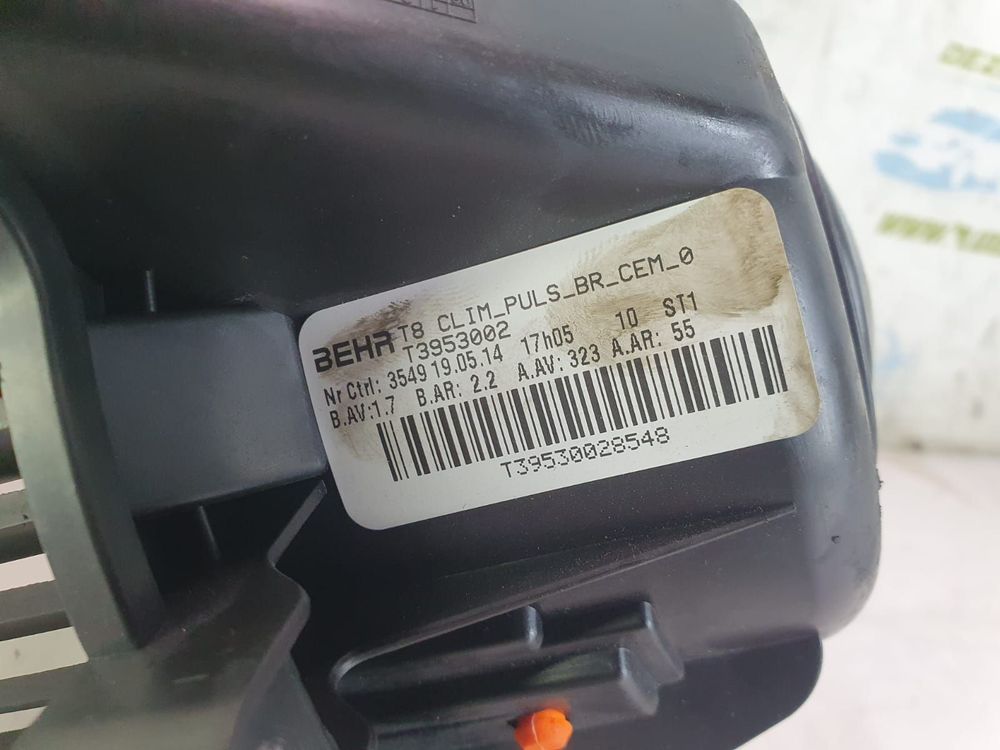 BEHR T8 CLIM_PULS_BR_CEM_0
T3953002
Nr Ctrl: 3549 19.05.14 17h05 10 ST1
B.AV:1.7 B.AR: 2.2 A.AV: 323 A.AR: 55
T39530028548